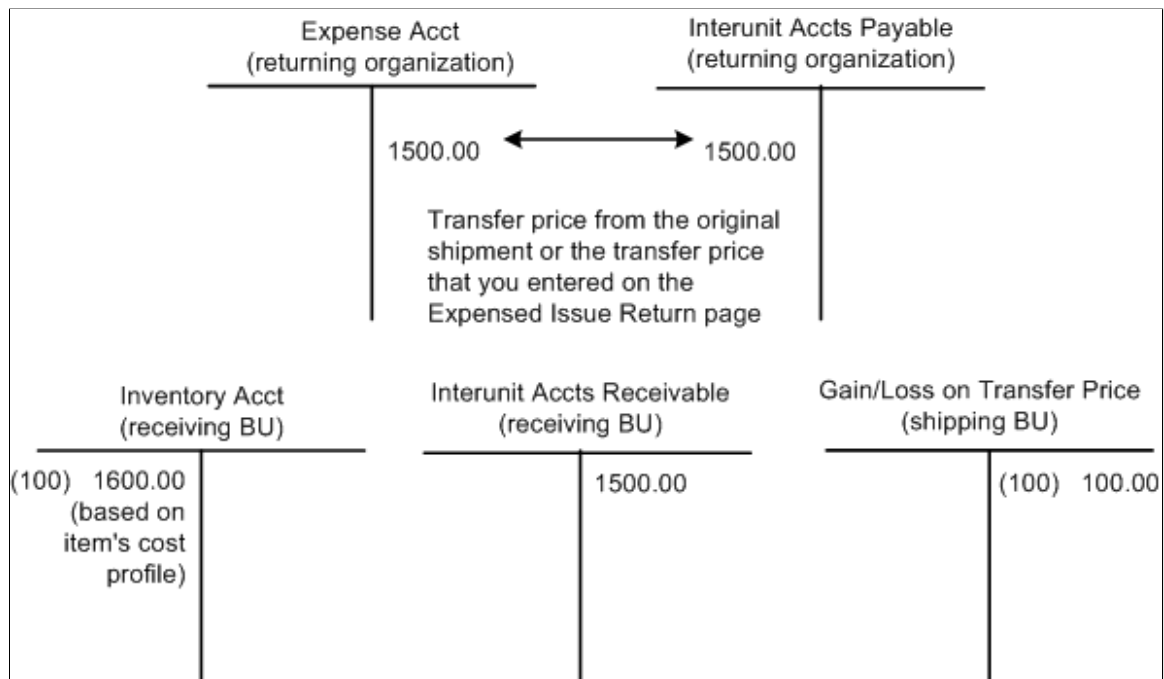 Expense Acct
(returning organization)
Interunit Accts Payable
(returning organization)
1500.00
1500.00
Transfer price from the original
shipment or the transfer price
that you entered on the
Expensed Issue Return page
Inventory Acct
(receiving BU)
Interunit Accts Receivable
(receiving BU)
Gain/Loss on Transfer Price
(shipping BU)
(100) 1600.00
(based on
item's cost
profile)
1500.00
(100) 100.00